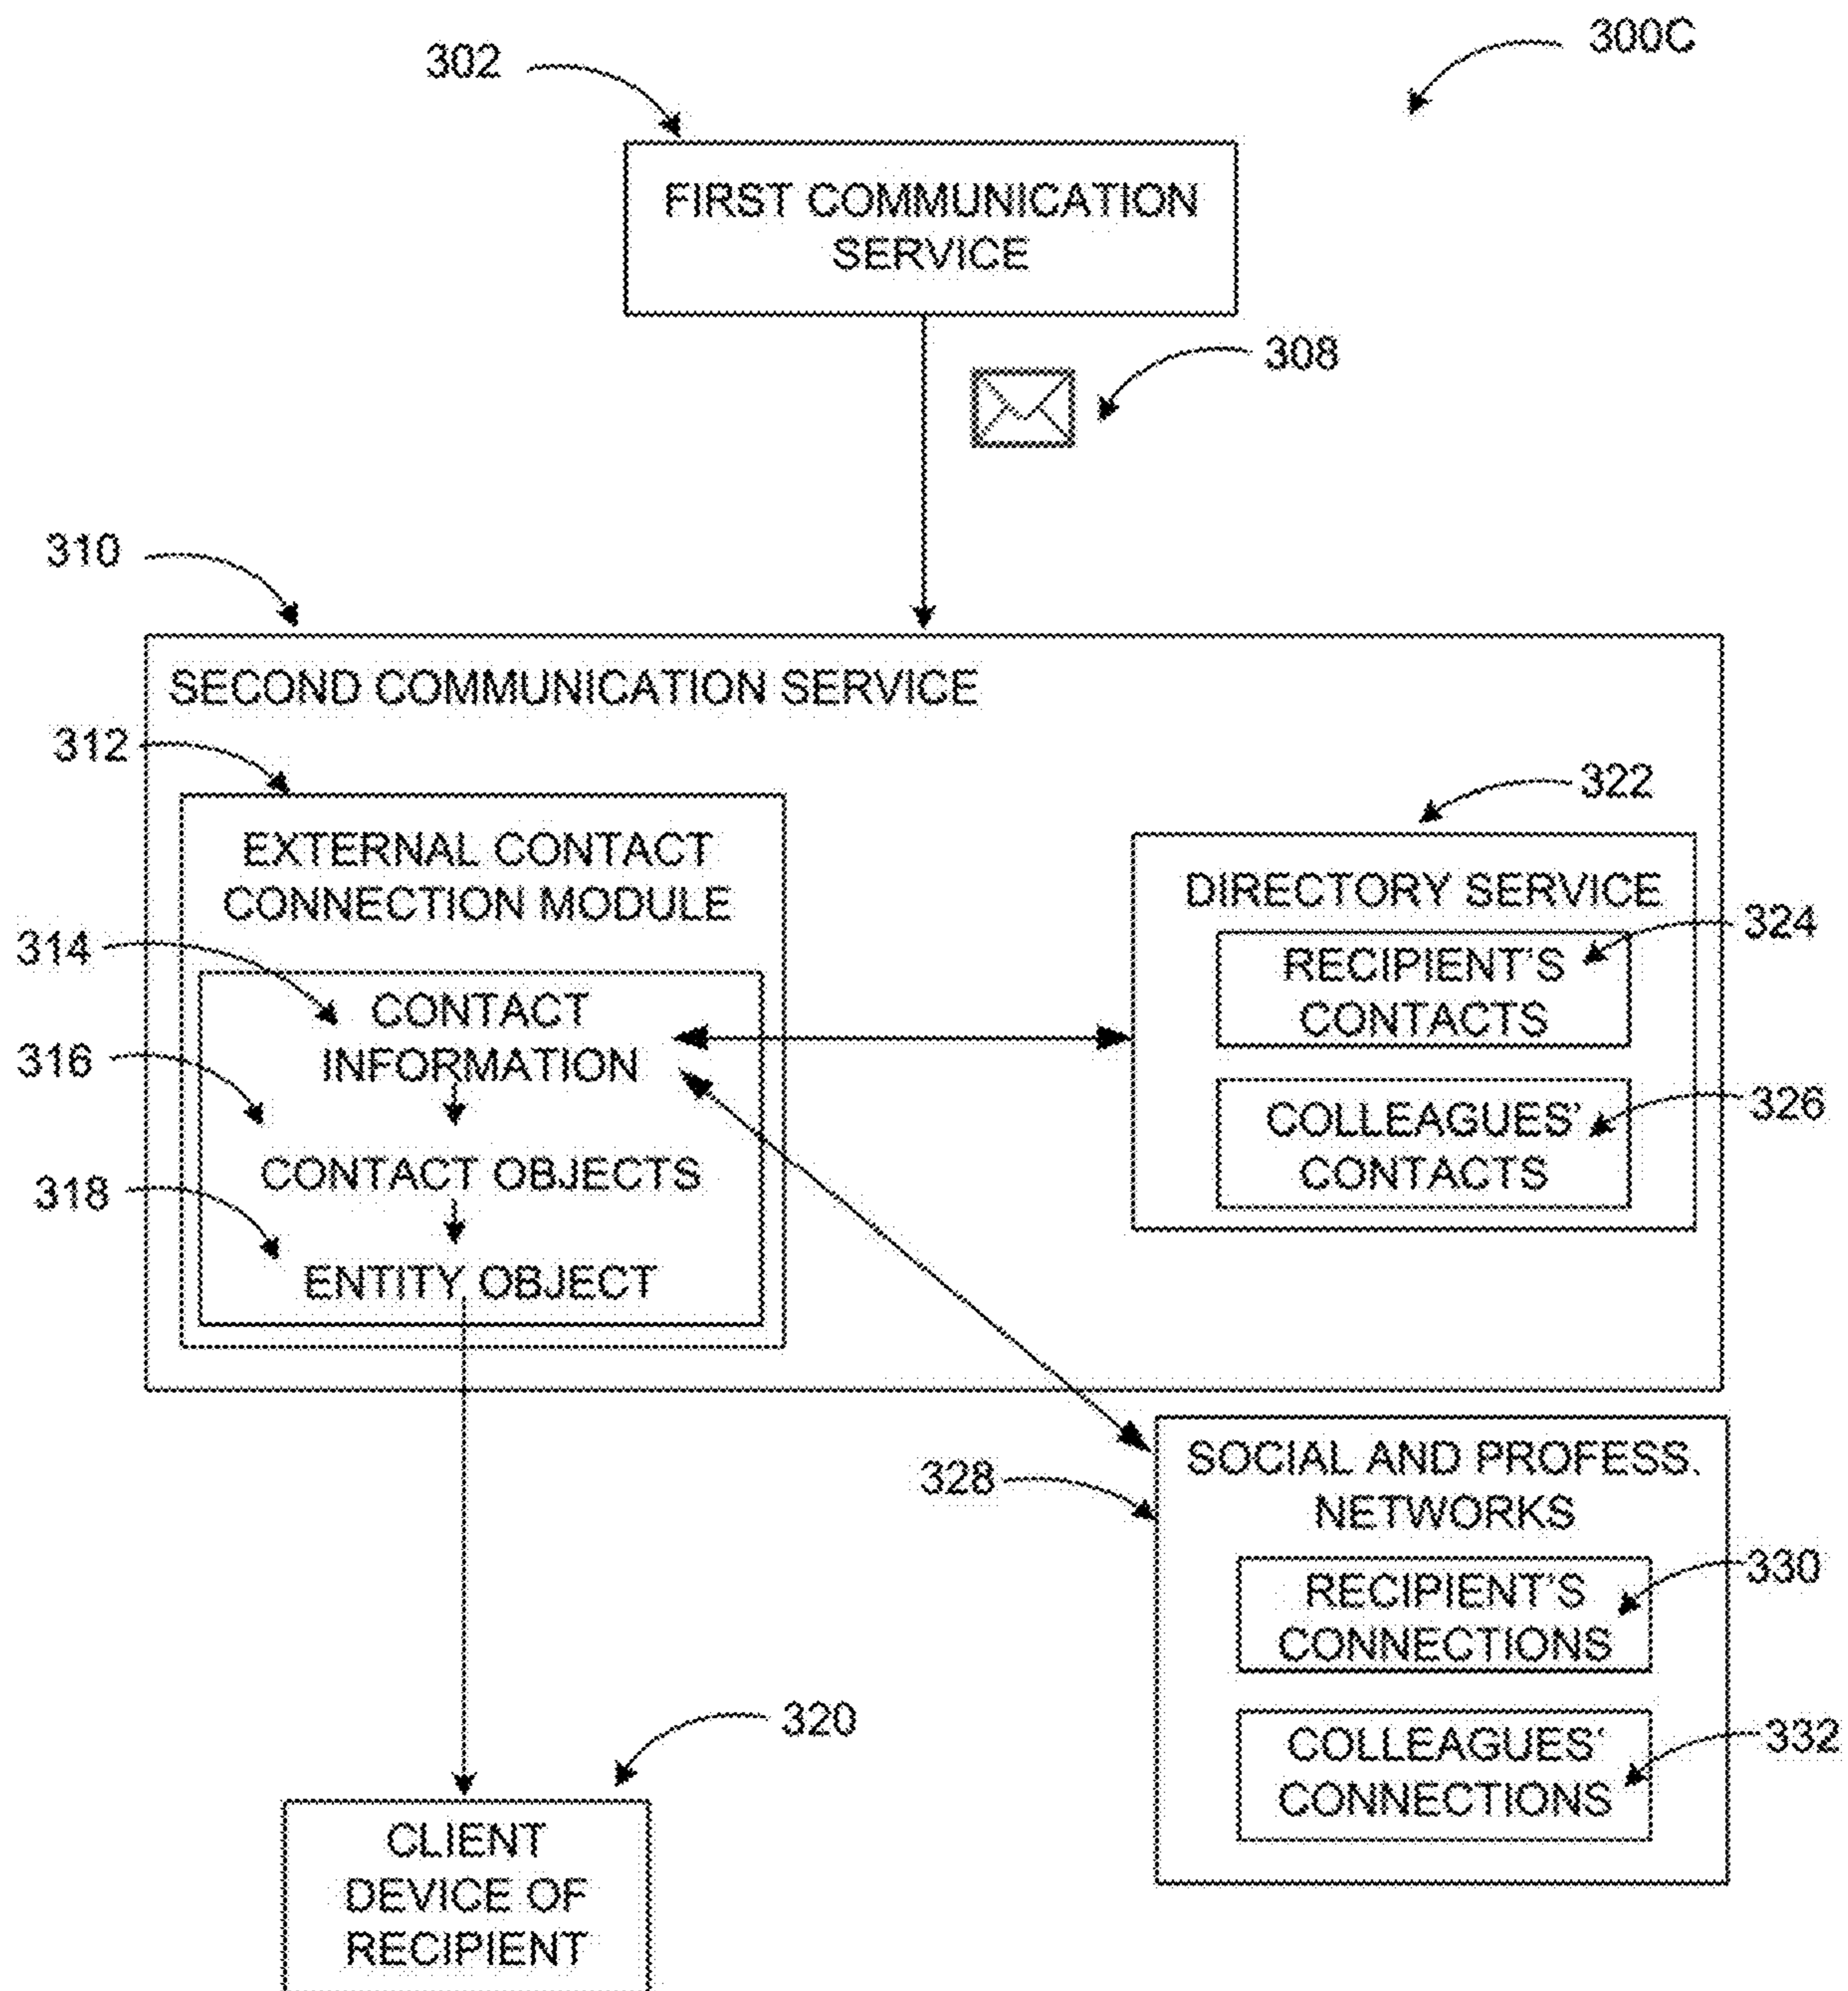 302
300C
FIRST COMMUNICATION
SERVICE
308
310
SECOND COMMUNICATION SERVICE
312
322
EXTERNAL CONTACT
CONNECTION MODULE
DIRECTORY SERVICE
314
324
RECIPIENT'S
CONTACTS
CONTACT
INFORMATION
316
326
COLLEAGUES'
CONTACTS
CONTACT OBJECTS
318
ENTITY OBJECT
328
SOCIAL AND PROFESS.
NETWORKS
330
RECIPIENT'S
CONNECTIONS
320
332
COLLEAGUES'
CONNECTIONS
CLIENT
DEVICE OF
RECIPIENT